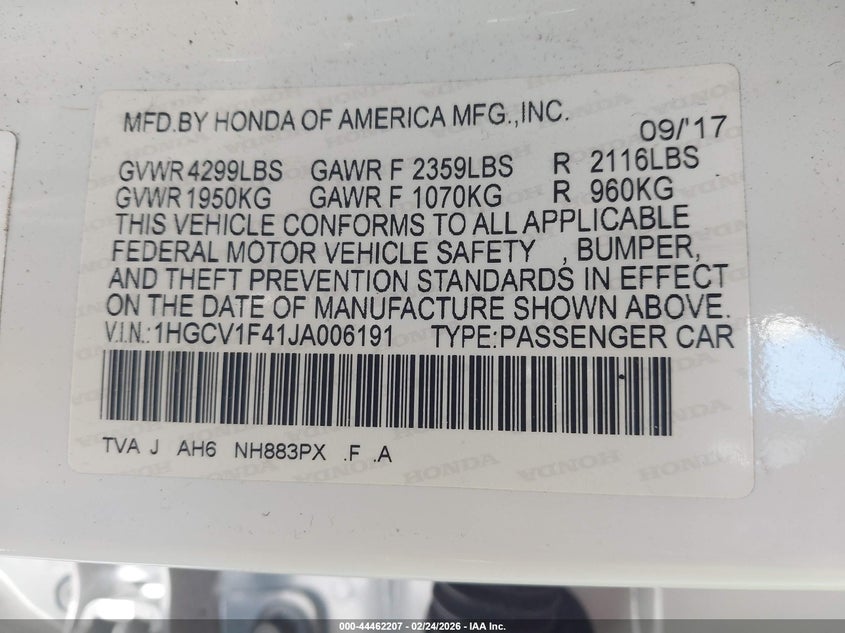 MFD.BY HONDA OF AMERICA MFG.,INC. 09/'17
GVWR 4299LBS GAWR F 2359LBS R 2116LBS
GVWR 1950KG GAWR F 1070KG R 960KG
THIS VEHICLE CONFORMS TO ALL APPLICABLE
FEDERAL MOTOR VEHICLE SAFETY , BUMPER,
AND THEFT PREVENTION STANDARDS IN EFFECT
ON THE DATE OF MANUFACTURE SHOWN ABOVE.
V.I.N.:1HGCV1F41JA006191 TYPE:PASSENGER CAR
TVA J AH6 NH883PX .F .A
000-44462207 - 02/24/2026 - IAA Inc.